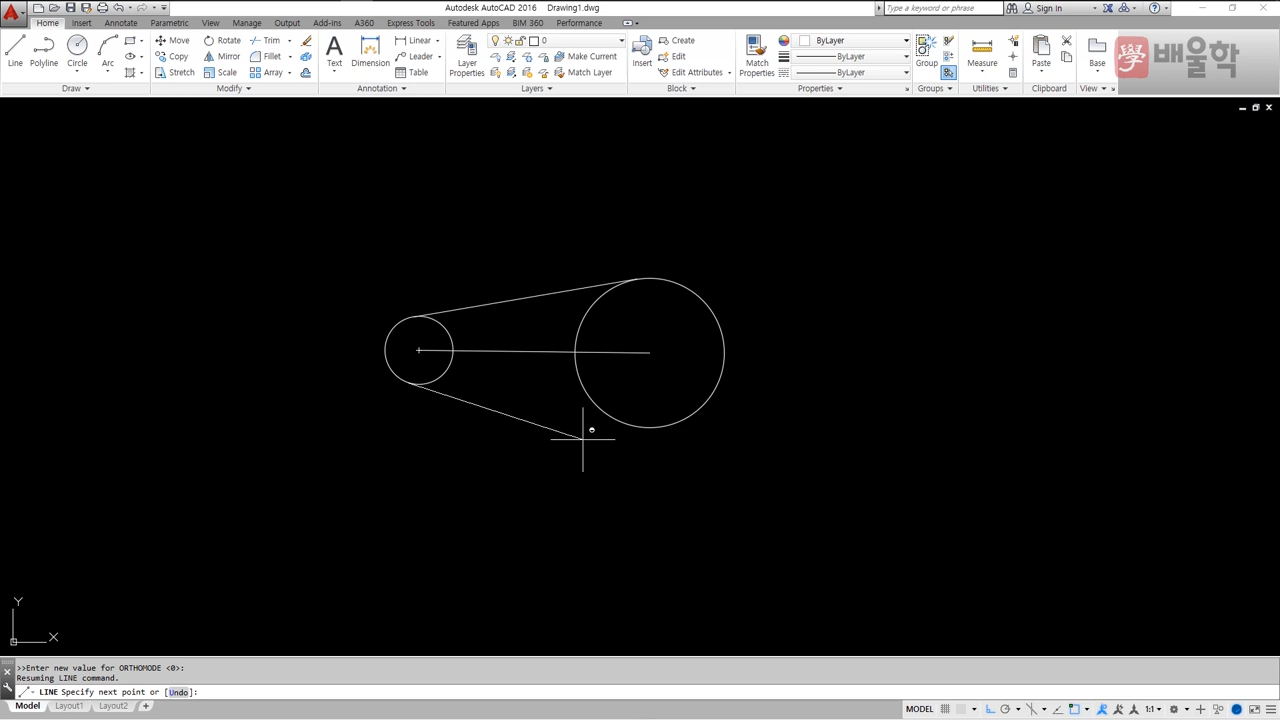 Autodesk AutoCAD 2016 Drawing1.dwg
Type a keyword or phrase
Sign In
Home Insert Annotate Parametric View Manage Output Add-ins A360 Express Tools Featured Apps BIM 360 Performance
Line Polyline Circle Arc
Move Rotate Trim
Copy Mirror Fillet
Stretch Scale Array
Text Dimension
Linear
Leader
Table
Layer Properties
0
Make Current
Match Layer
Insert
Create
Edit
Edit Attributes
Match Properties
ByLayer
ByLayer
ByLayer
Group
Measure
Paste
Base
學 배울학
Draw Modify Annotation Layers Block Properties Groups Utilities Clipboard View
Y
X
>>Enter new value for ORTHOMODE <0>:
Resuming LINE command.
LINE Specify next point or [Undo]:
Model Layout1 Layout2 +
MODEL 1:1